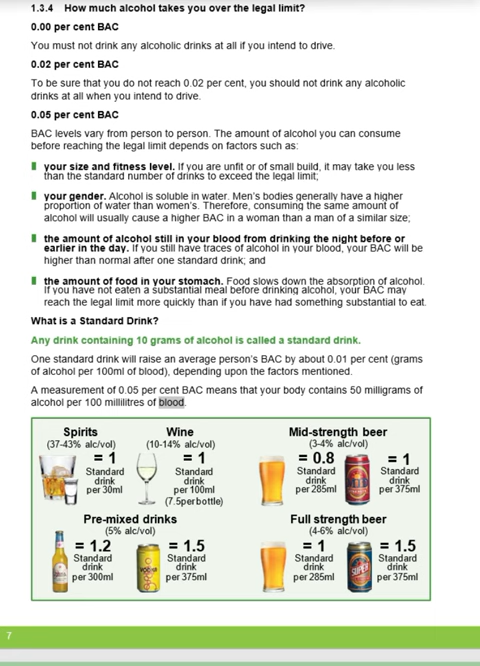 1.3.4 How much alcohol takes you over the legal limit?
0.00 per cent BAC
You must not drink any alcoholic drinks at all if you intend to drive.
0.02 per cent BAC
To be sure that you do not reach 0.02 per cent, you should not drink any alcoholic
drinks at all when you intend to drive.
0.05 per cent BAC
BAC levels vary from person to person. The amount of alcohol you can consume
before reaching the legal limit depends on factors such as:
your size and fitness level. If you are unfit or of small build, it may take you less
than the standard number of drinks to exceed the legal limit;
your gender. Alcohol is soluble in water. Men's bodies generally have a higher
proportion of water than women's. Therefore, consuming the same amount of
alcohol will usually cause a higher BAC in a woman than a man of a similar size;
the amount of alcohol still in your blood from drinking the night before or
earlier in the day. If you still have traces of alcohol in your blood, your BAC will be
higher than normal after one standard drink; and
the amount of food in your stomach. Food slows down the absorption of alcohol.
If you have not eaten a substantial meal before drinking alcohol, your BAC may
reach the legal limit more quickly than if you have had something substantial to eat.
What is a Standard Drink?
Any drink containing 10 grams of alcohol is called a standard drink.
One standard drink will raise an average person's BAC by about 0.01 per cent (grams
of alcohol per 100ml of blood), depending upon the factors mentioned.
A measurement of 0.05 per cent BAC means that your body contains 50 milligrams of
alcohol per 100 millilitres of blood.
Spirits
(37-43% alc/vol)
= 1
Standard
drink
per 30ml
Wine
(10-14% alc/vol)
= 1
Standard
drink
per 100ml
(7.5perbottle)
Mid-strength beer
(3-4% alc/vol)
= 0.8
Standard
drink
per 285ml
= 1
Standard
drink
per 375ml
Pre-mixed drinks
(5% alc/vol)
= 1.2
Standard
drink
per 300ml
= 1.5
Standard
drink
per 375ml
Full strength beer
(4-6% alc/vol)
= 1
Standard
drink
per 285ml
SUPER
= 1.5
Standard
drink
per 375ml
7